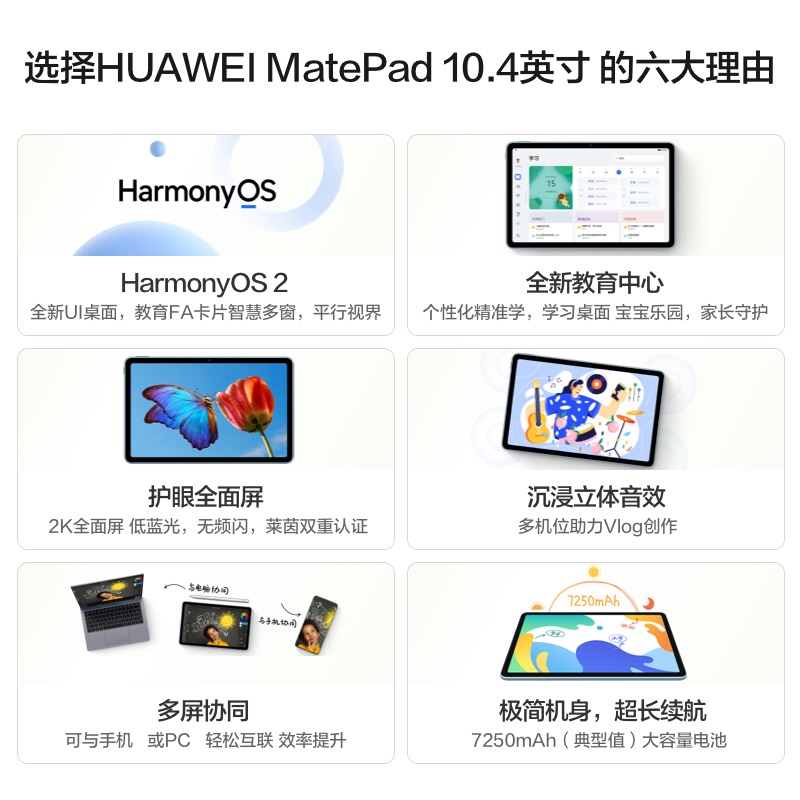 选择HUAWEI MatePad 10.4英寸 的六大理由
HarmonyOS
学习
15
HarmonyOS 2
全新教育中心
全新UI桌面，教育FA卡片智慧多窗，平行视界
个性化精准学，学习桌面 宝宝乐园，家长守护
护眼全面屏
沉浸立体音效
2K全面屏 低蓝光，无频闪，莱茵双重认证
多机位助力Vlog创作
与电脑协同
与手机协同
7250mAh
多屏协同
极简机身，超长续航
可与手机 或PC 轻松互联 效率提升
7250mAh（典型值）大容量电池